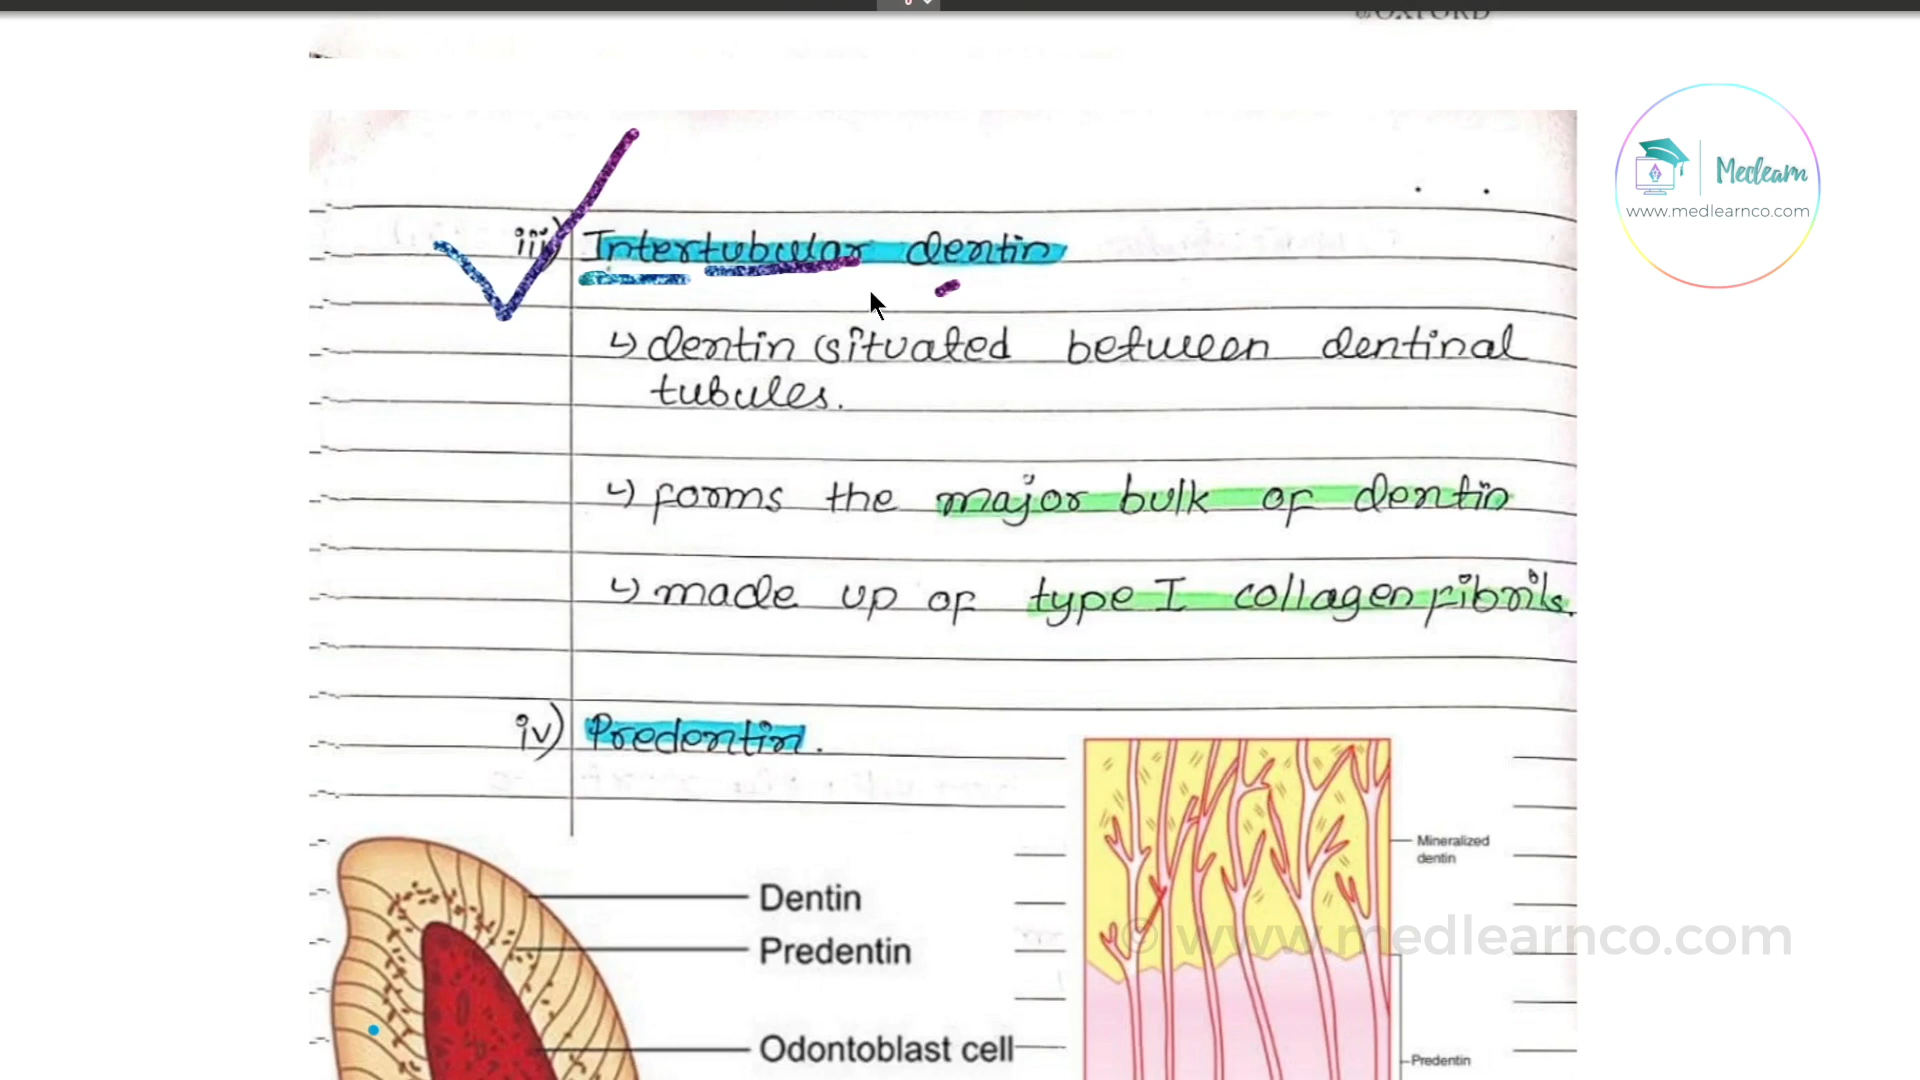 @OXFORD
Medlearn
www.medlearnco.com
iii) Intertubular dentin
↳ dentin situated between dentinal
tubules.
↳ forms the major bulk of dentin
↳ made up of type I collagen fibrils.
iv) Predentin.
Mineralized
dentin
Dentin
© www.medlearnco.com
Predentin
Odontoblast cell
Predentin